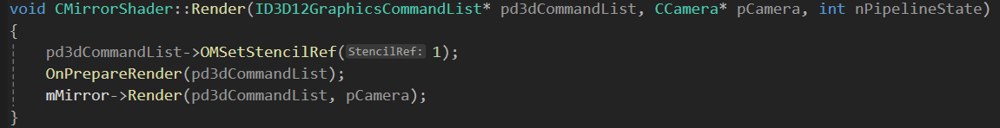 void CMirrorShader::Render(ID3D12GraphicsCommandList* pd3dCommandList, CCamera* pCamera, int nPipelineState)
{
pd3dCommandList->OMSetStencilRef(StencilRef: 1);
OnPrepareRender(pd3dCommandList);
mMirror->Render(pd3dCommandList, pCamera);
}